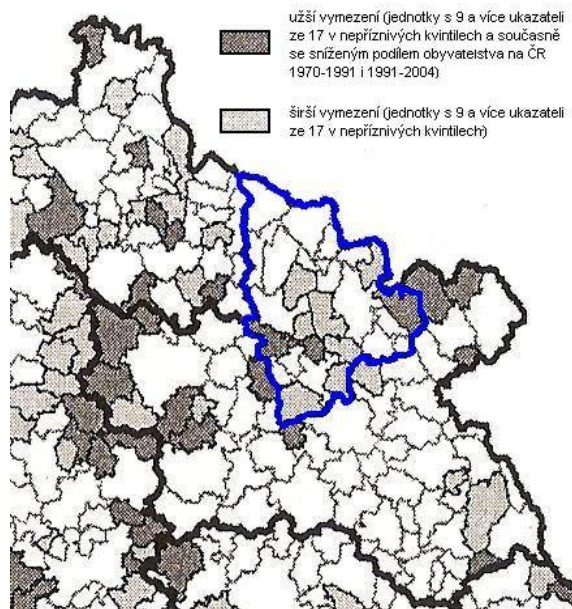 užší vymezení (jednotky s 9 a více ukazateli
ze 17 v nepříznivých kvintilech a současně
se sníženým podílem obyvatelstva na ČR
1970-1991 i 1991-2004)
širší vymezení (jednotky s 9 a více ukazateli
ze 17 v nepříznivých kvintilech)